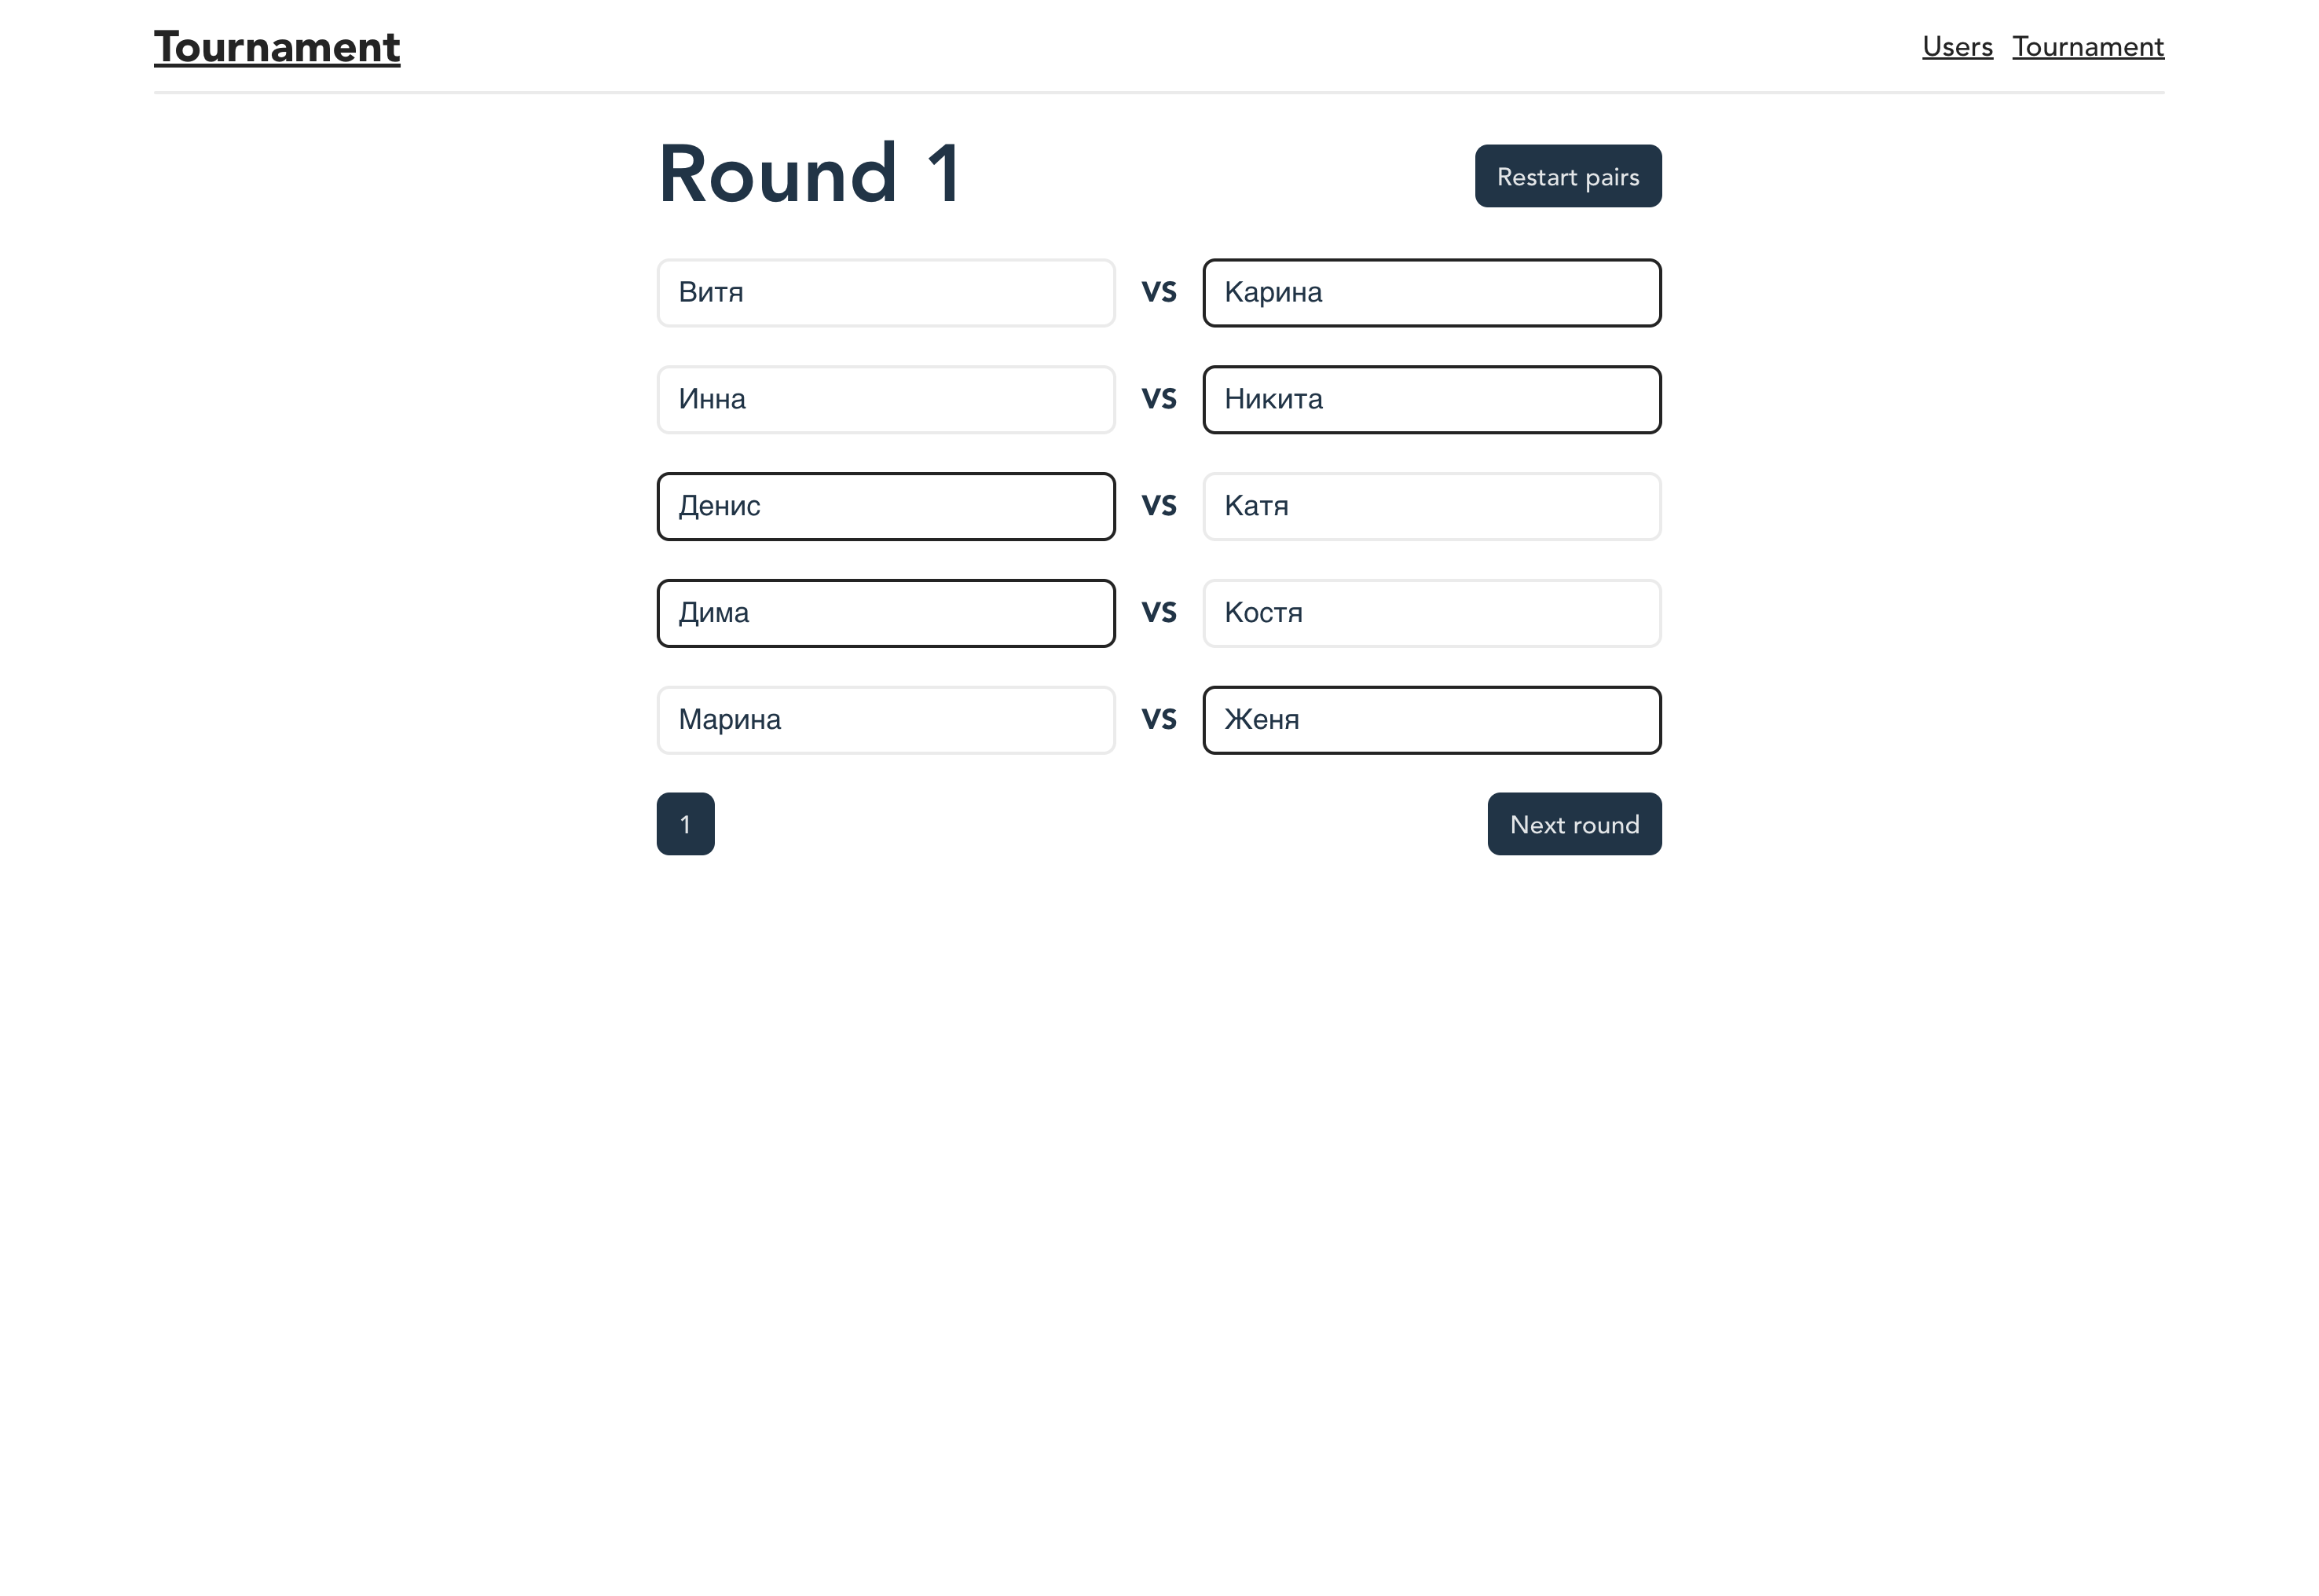 Tournament
Users Tournament
Round 1
Restart pairs
Витя vs Карина
Инна vs Никита
Денис vs Катя
Дима vs Костя
Марина vs Женя
1
Next round